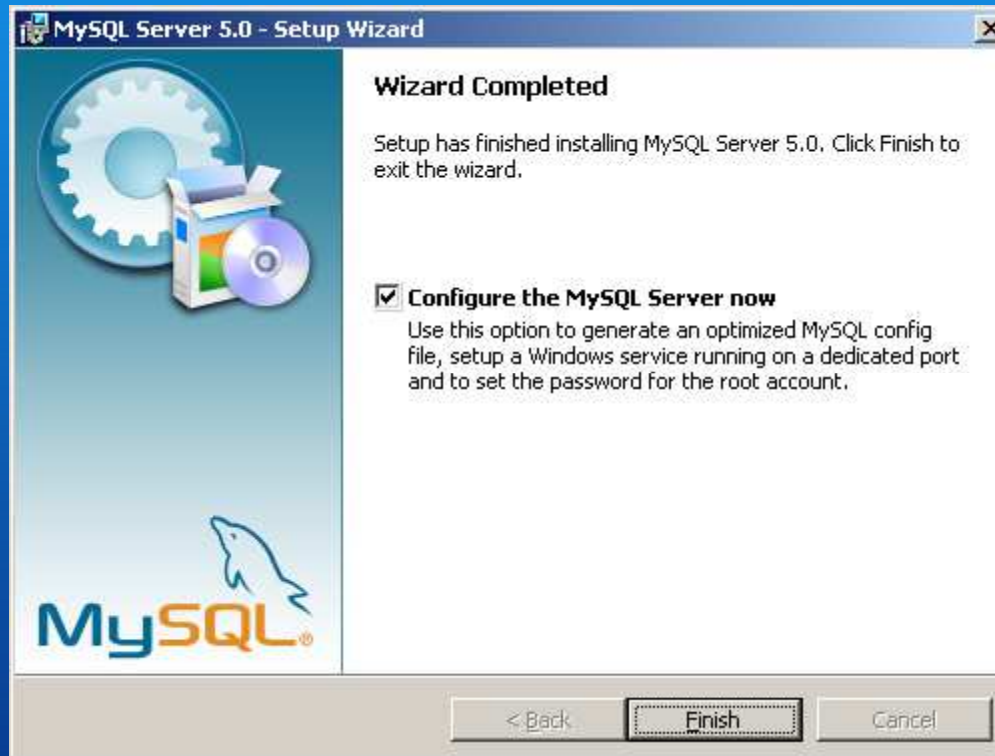 MySQL Server 5.0 - Setup Wizard
Wizard Completed
Setup has finished installing MySQL Server 5.0. Click Finish to
exit the wizard.
Configure the MySQL Server now
Use this option to generate an optimized MySQL config
file, setup a Windows service running on a dedicated port
and to set the password for the root account.
MySQL®
< Back
Finish
Cancel